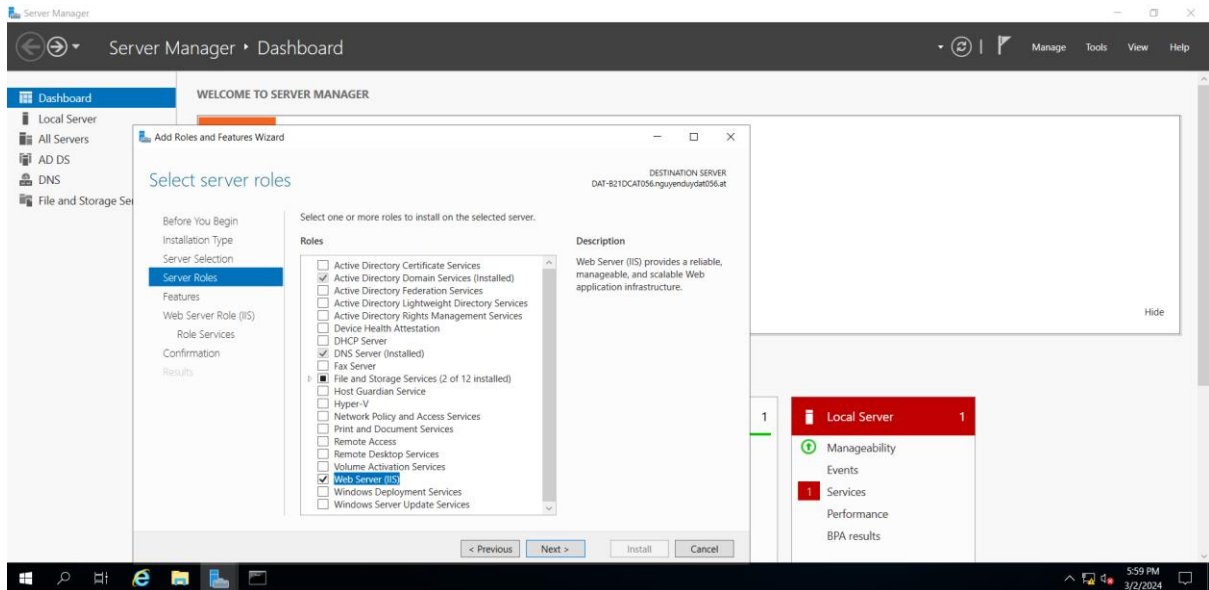 Server Manager
Server Manager • Dashboard
Manage Tools View Help
Dashboard
Local Server
All Servers
AD DS
DNS
File and Storage Ser
WELCOME TO SERVER MANAGER
Add Roles and Features Wizard
Select server roles
DESTINATION SERVER
DAT-B21DCAT056.nguyenduydat056.at
Before You Begin
Installation Type
Server Selection
Server Roles
Features
Web Server Role (IIS)
Role Services
Confirmation
Results
Select one or more roles to install on the selected server.
Roles
Active Directory Certificate Services
Active Directory Domain Services (Installed)
Active Directory Federation Services
Active Directory Lightweight Directory Services
Active Directory Rights Management Services
Device Health Attestation
DHCP Server
DNS Server (Installed)
Fax Server
File and Storage Services (2 of 12 installed)
Host Guardian Service
Hyper-V
Network Policy and Access Services
Print and Document Services
Remote Access
Remote Desktop Services
Volume Activation Services
Web Server (IIS)
Windows Deployment Services
Windows Server Update Services
Description
Web Server (IIS) provides a reliable,
manageable, and scalable Web
application infrastructure.
< Previous Next > Install Cancel
Hide
1
Local Server 1
Manageability
Events
1 Services
Performance
BPA results
5:59 PM
3/2/2024